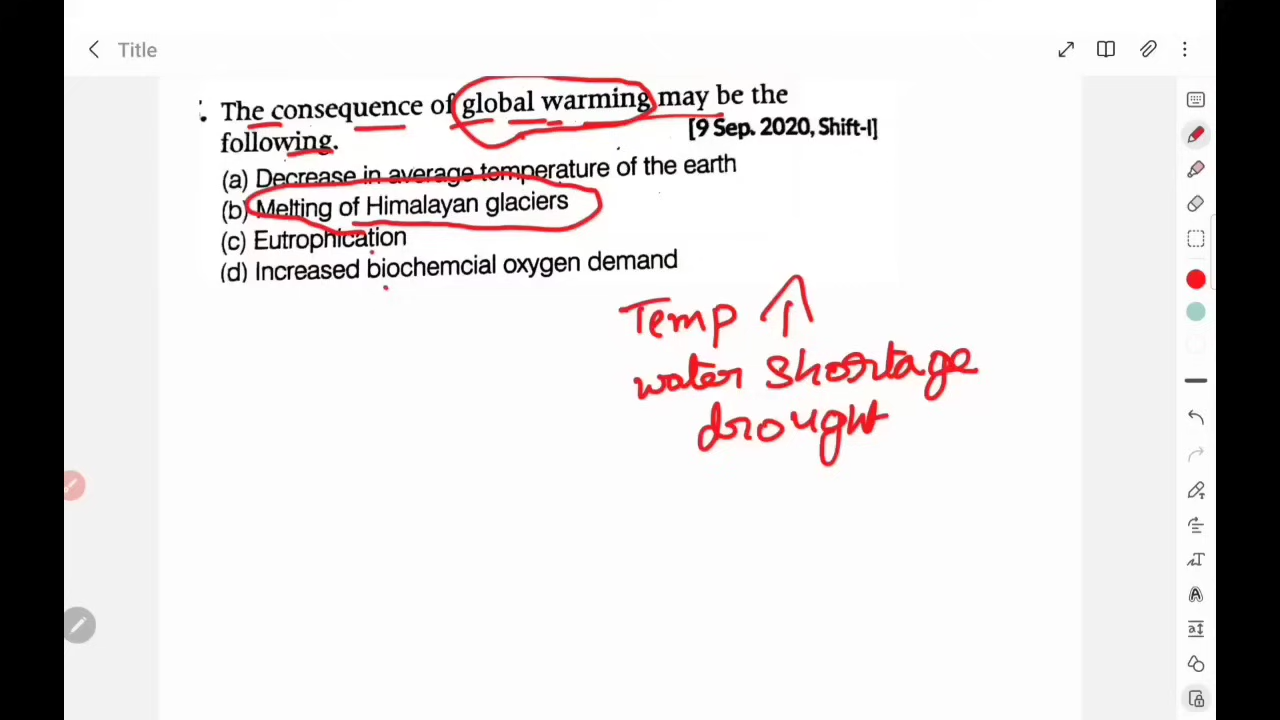 Title
The consequence of global warming may be the
[9 Sep. 2020, Shift-I]
following.
(a) Decrease in average temperature of the earth
(b) Melting of Himalayan glaciers
(c) Eutrophication
(d) Increased biochemcial oxygen demand
Temp ↑
water shortage
drought